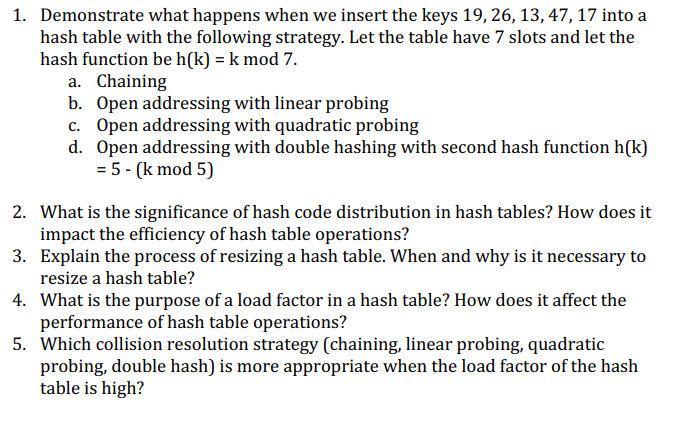 1. Demonstrate what happens when we insert the keys 19, 26, 13, 47, 17 into a
hash table with the following strategy. Let the table have 7 slots and let the
hash function be h(k) = k mod 7.
a. Chaining
b. Open addressing with linear probing
c. Open addressing with quadratic probing
d. Open addressing with double hashing with second hash function h(k)
= 5 - (k mod 5)
2. What is the significance of hash code distribution in hash tables? How does it
impact the efficiency of hash table operations?
3. Explain the process of resizing a hash table. When and why is it necessary to
resize a hash table?
4. What is the purpose of a load factor in a hash table? How does it affect the
performance of hash table operations?
5. Which collision resolution strategy (chaining, linear probing, quadratic
probing, double hash) is more appropriate when the load factor of the hash
table is high?